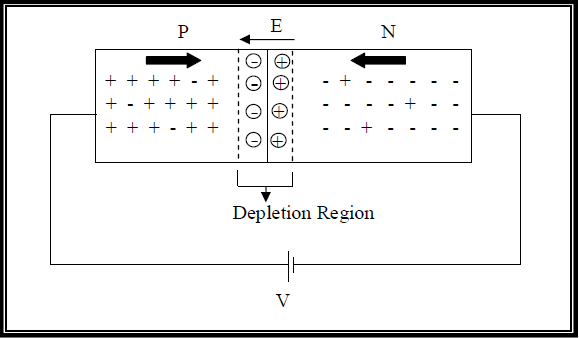 P E N
+ + + + - + - + - - - - -
+ - + + + + - - - - + - -
+ + + - + + - - + - - - -
- +
- +
- +
- +
Depletion Region
V